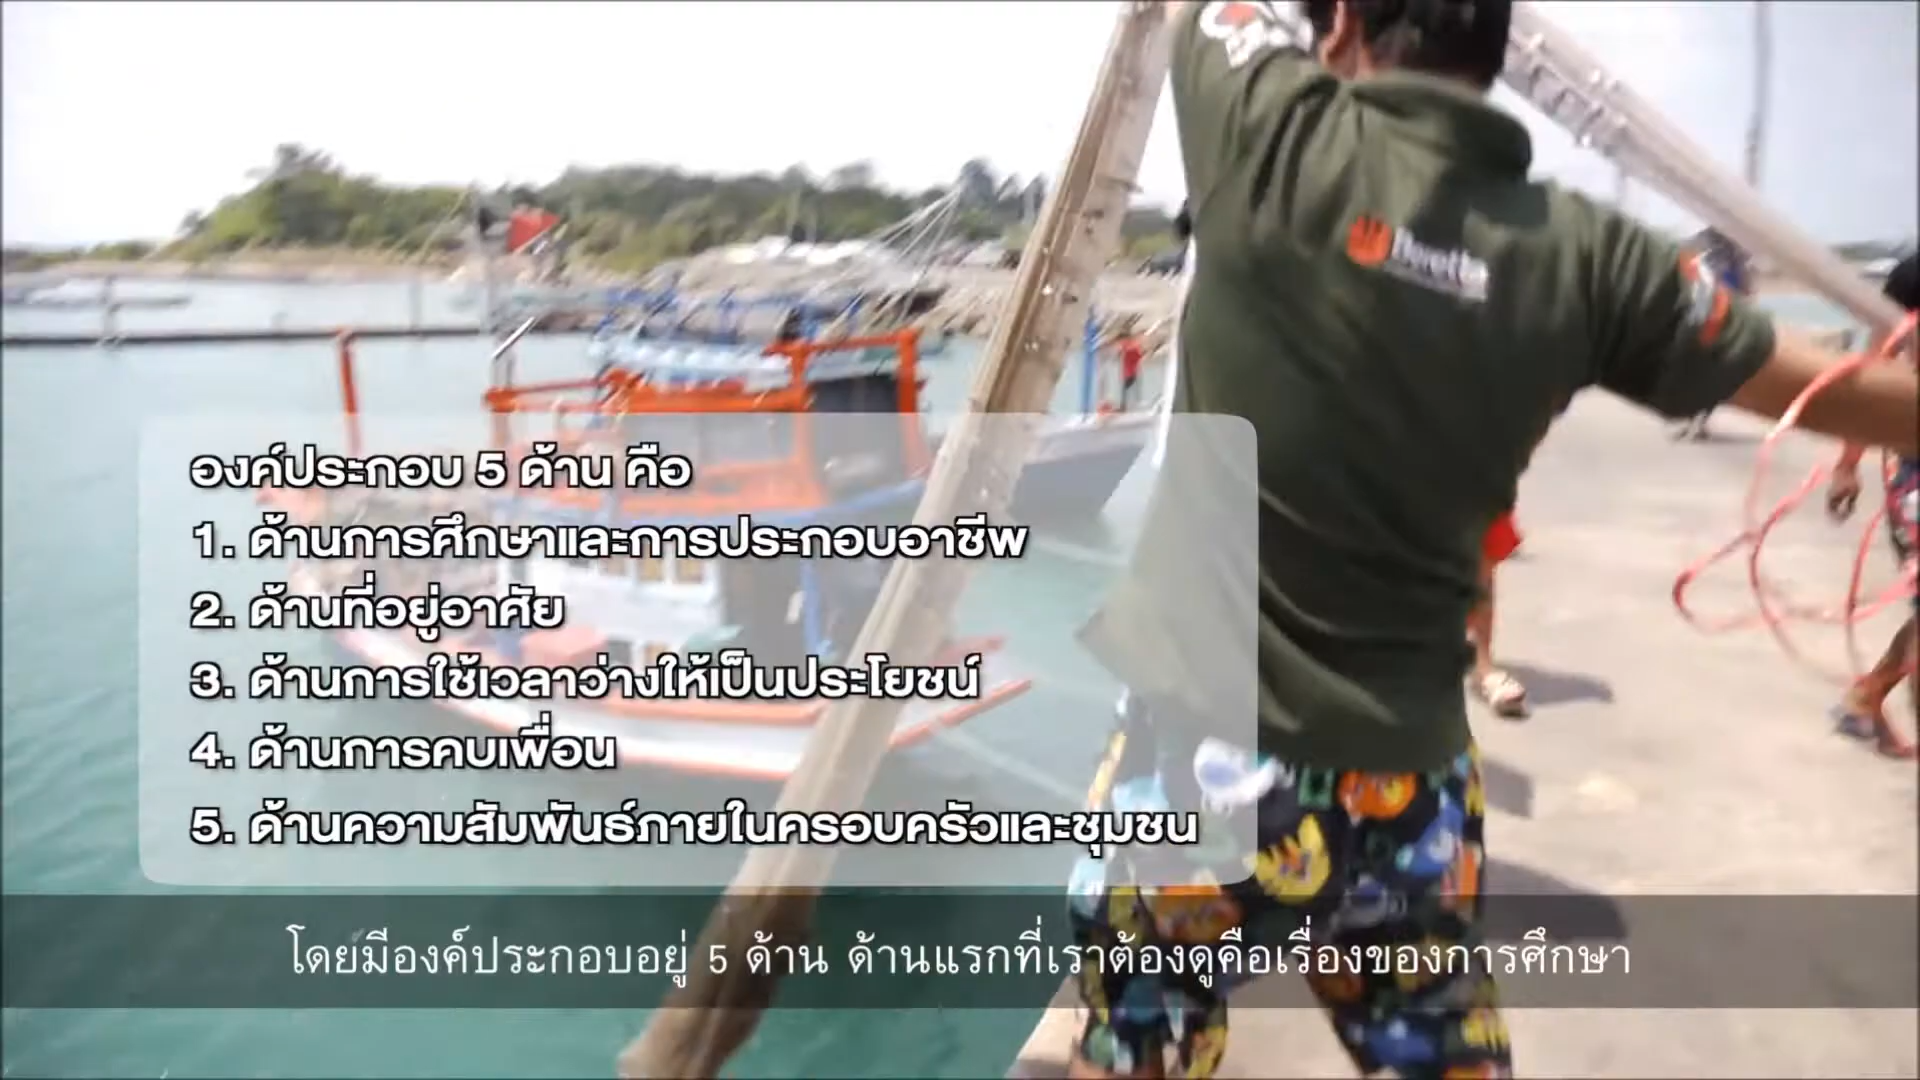 องค์ประกอบ 5 ด้าน คือ
1. ด้านการศึกษาและการประกอบอาชีพ
2. ด้านที่อยู่อาศัย
3. ด้านการใช้เวลาว่างให้เป็นประโยชน์
4. ด้านการคบเพื่อน
5. ด้านความสัมพันธ์ภายในครอบครัวและชุมชน
โดยมีองค์ประกอบอยู่ 5 ด้าน ด้านแรกที่เราต้องดูคือเรื่องของการศึกษา
Beretta